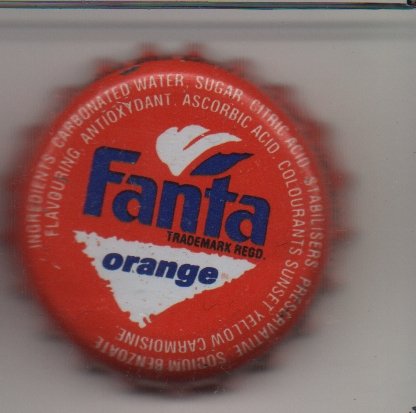 INGREDIENTS CARBONATED WATER, SUGAR, CITRIC ACID, STABILISERS, PRESERVATIVE SODIUM BENZOATE
FLAVOURING, ANTIOXYDANT, ASCORBIC ACID, COLOURANTS SUNSET YELLOW CARMOISINE
Fanta
TRADEMARK REGD.
orange